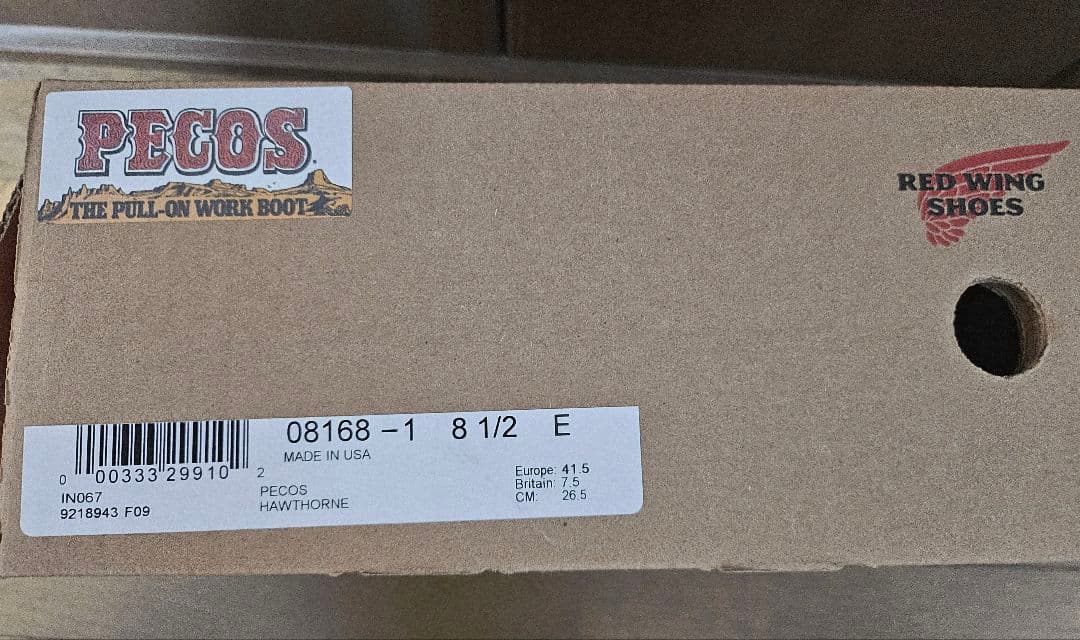 PECOS.
THE PULL-ON WORK BOOT
RED WING
SHOES
08168 – 1 8 1/2 E
MADE IN USA
0 00333 29910 2
IN067
9218943 F09
PECOS
HAWTHORNE
Europe: 41.5
Britain: 7.5
CM: 26.5